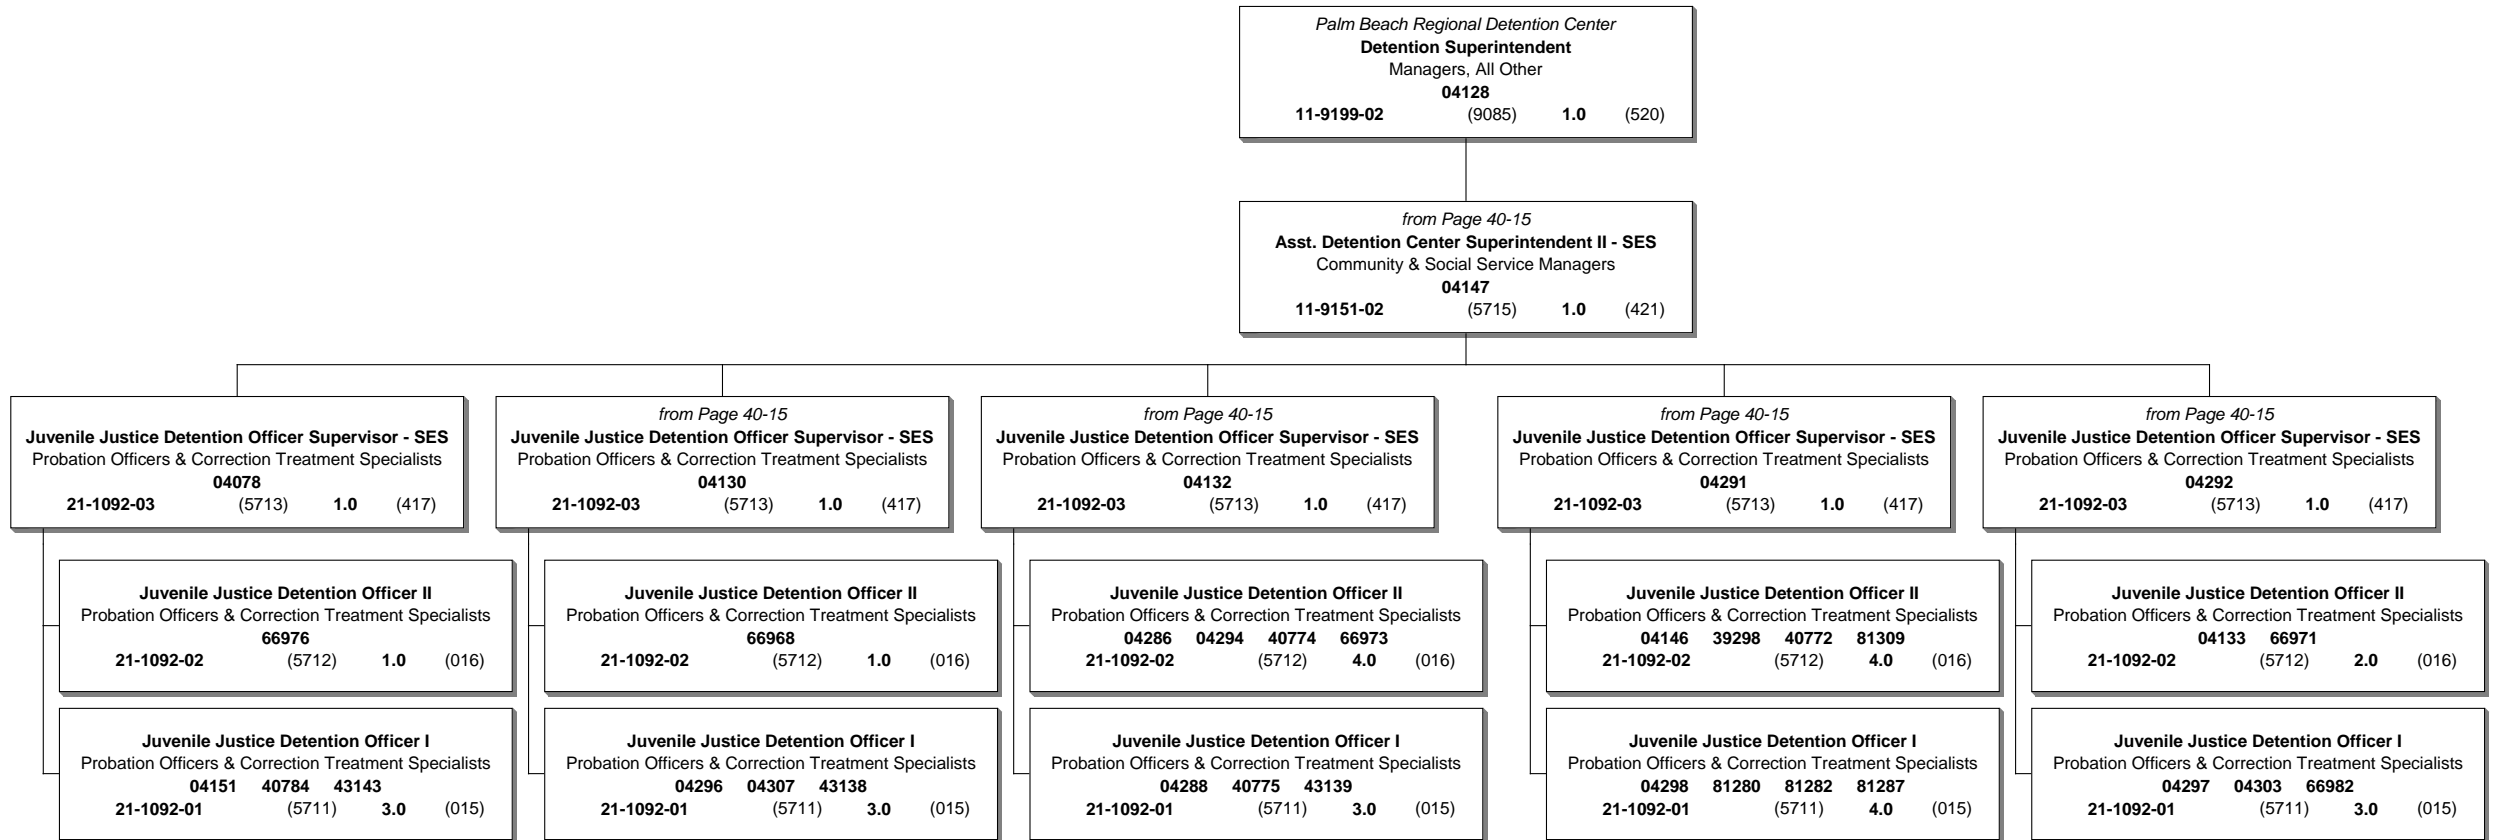 Palm Beach Regional Detention Center
Detention Superintendent
Managers, All Other
04128
11-9199-02 (9085) 1.0 (520)
from Page 40-15
Asst. Detention Center Superintendent II - SES
Community & Social Service Managers
04147
11-9151-02 (5715) 1.0 (421)
Juvenile Justice Detention Officer Supervisor - SES
Probation Officers & Correction Treatment Specialists
04078
21-1092-03 (5713) 1.0 (417)
Juvenile Justice Detention Officer II
Probation Officers & Correction Treatment Specialists
66976
21-1092-02 (5712) 1.0 (016)
Juvenile Justice Detention Officer I
Probation Officers & Correction Treatment Specialists
04151 40784 43143
21-1092-01 (5711) 3.0 (015)
from Page 40-15
Juvenile Justice Detention Officer Supervisor - SES
Probation Officers & Correction Treatment Specialists
04130
21-1092-03 (5713) 1.0 (417)
Juvenile Justice Detention Officer II
Probation Officers & Correction Treatment Specialists
66968
21-1092-02 (5712) 1.0 (016)
Juvenile Justice Detention Officer I
Probation Officers & Correction Treatment Specialists
04296 04307 43138
21-1092-01 (5711) 3.0 (015)
from Page 40-15
Juvenile Justice Detention Officer Supervisor - SES
Probation Officers & Correction Treatment Specialists
04132
21-1092-03 (5713) 1.0 (417)
Juvenile Justice Detention Officer II
Probation Officers & Correction Treatment Specialists
04286 04294 40774 66973
21-1092-02 (5712) 4.0 (016)
Juvenile Justice Detention Officer I
Probation Officers & Correction Treatment Specialists
04288 40775 43139
21-1092-01 (5711) 3.0 (015)
from Page 40-15
Juvenile Justice Detention Officer Supervisor - SES
Probation Officers & Correction Treatment Specialists
04291
21-1092-03 (5713) 1.0 (417)
Juvenile Justice Detention Officer II
Probation Officers & Correction Treatment Specialists
04146 39298 40772 81309
21-1092-02 (5712) 4.0 (016)
Juvenile Justice Detention Officer I
Probation Officers & Correction Treatment Specialists
04298 81280 81282 81287
21-1092-01 (5711) 4.0 (015)
from Page 40-15
Juvenile Justice Detention Officer Supervisor - SES
Probation Officers & Correction Treatment Specialists
04292
21-1092-03 (5713) 1.0 (417)
Juvenile Justice Detention Officer II
Probation Officers & Correction Treatment Specialists
04133 66971
21-1092-02 (5712) 2.0 (016)
Juvenile Justice Detention Officer I
Probation Officers & Correction Treatment Specialists
04297 04303 66982
21-1092-01 (5711) 3.0 (015)